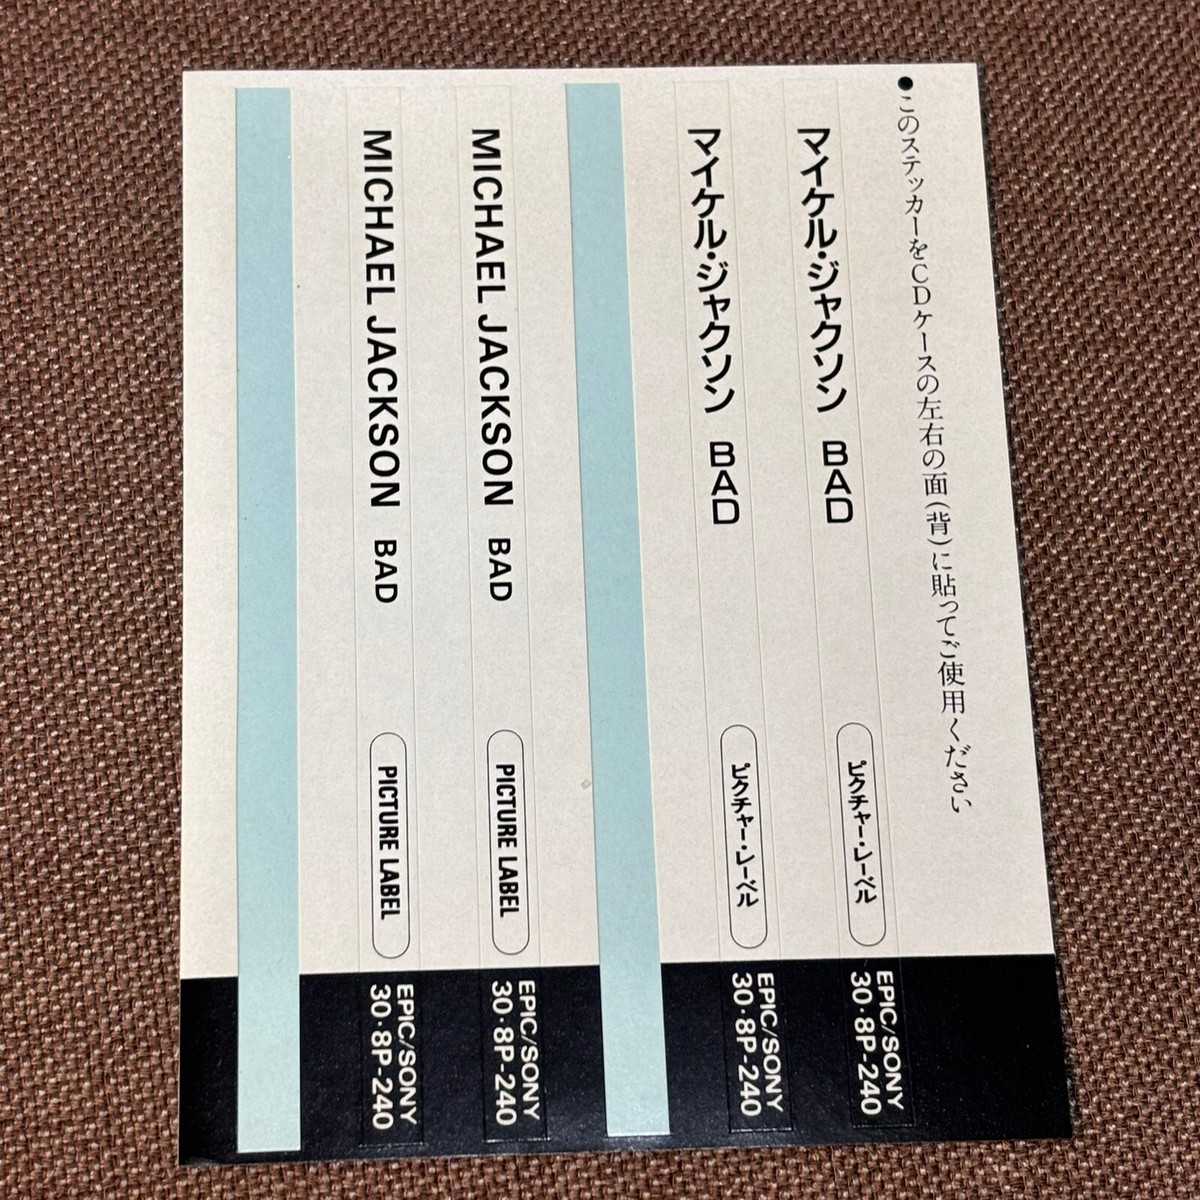 ●このステッカーをCDケースの左右の面(背)に貼ってご使用ください
マイケル・ジャクソン BAD
ピクチャー・レーベル
EPIC/SONY
30・8P-240
マイケル・ジャクソン BAD
ピクチャー・レーベル
EPIC/SONY
30・8P-240
MICHAEL JACKSON BAD
PICTURE LABEL
EPIC/SONY
30・8P-240
MICHAEL JACKSON BAD
PICTURE LABEL
EPIC/SONY
30・8P-240